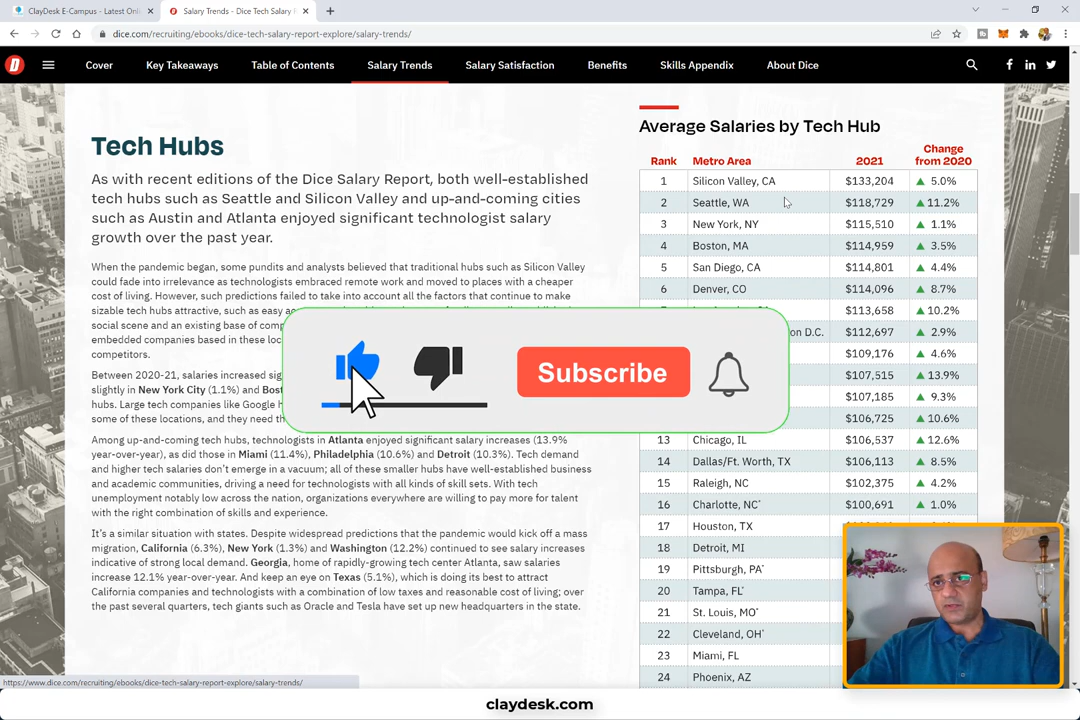 ClayDesk E-Campus - Latest Onli
Salary Trends - Dice Tech Salary F
dice.com/recruiting/ebooks/dice-tech-salary-report-explore/salary-trends/
Cover Key Takeaways Table of Contents Salary Trends Salary Satisfaction Benefits Skills Appendix About Dice
Tech Hubs
As with recent editions of the Dice Salary Report, both well-established
tech hubs such as Seattle and Silicon Valley and up-and-coming cities
such as Austin and Atlanta enjoyed significant technologist salary
growth over the past year.
When the pandemic began, some pundits and analysts believed that traditional hubs such as Silicon Valley
could fade into irrelevance as technologists embraced remote work and moved to places with a cheaper
cost of living. However, such predictions failed to take into account all the factors that continue to make
sizable tech hubs attractive, such as easy
social scene and an existing base of
embedded companies based in these
competitors.
Between 2020-21, salaries increased
slightly in New York City (1.1%) and
hubs. Large tech companies like Google
some of these locations, and they need
Among up-and-coming tech hubs, technologists in Atlanta enjoyed significant salary increases (13.9%
year-over-year), as did those in Miami (11.4%), Philadelphia (10.6%) and Detroit (10.3%). Tech demand
and higher tech salaries don't emerge in a vacuum; all of these smaller hubs have well-established business
and academic communities, driving a need for technologists with all kinds of skill sets. With tech
unemployment notably low across the nation, organizations everywhere are willing to pay more for talent
with the right combination of skills and experience.
It's a similar situation with states. Despite widespread predictions that the pandemic would kick off a mass
migration, California (6.3%), New York (1.3%) and Washington (12.2%) continued to see salary increases
indicative of strong local demand. Georgia, home of rapidly-growing tech center Atlanta, saw salaries
increase 12.1% year-over-year. And keep an eye on Texas (5.1%), which is doing its best to attract
California companies and technologists with a combination of low taxes and reasonable cost of living; over
the past several quarters, tech giants such as Oracle and Tesla have set up new headquarters in the state.
Average Salaries by Tech Hub
Rank Metro Area 2021 Change from 2020
1 Silicon Valley, CA $133,204 ▲ 5.0%
2 Seattle, WA $118,729 ▲ 11.2%
3 New York, NY $115,510 ▲ 1.1%
4 Boston, MA $114,959 ▲ 3.5%
5 San Diego, CA $114,801 ▲ 4.4%
6 Denver, CO $114,096 ▲ 8.7%
$113,658 ▲ 10.2%
D.C. $112,697 ▲ 2.9%
$109,176 ▲ 4.6%
$107,515 ▲ 13.9%
$107,185 ▲ 9.3%
$106,725 ▲ 10.6%
13 Chicago, IL $106,537 ▲ 12.6%
14 Dallas/Ft. Worth, TX $106,113 ▲ 8.5%
15 Raleigh, NC $102,375 ▲ 4.2%
16 Charlotte, NC* $100,691 ▲ 1.0%
17 Houston, TX
18 Detroit, MI
19 Pittsburgh, PA*
20 Tampa, FL*
21 St. Louis, MO*
22 Cleveland, OH*
23 Miami, FL
24 Phoenix, AZ
Subscribe
https://www.dice.com/recruiting/ebooks/dice-tech-salary-report-explore/salary-trends/
claydesk.com